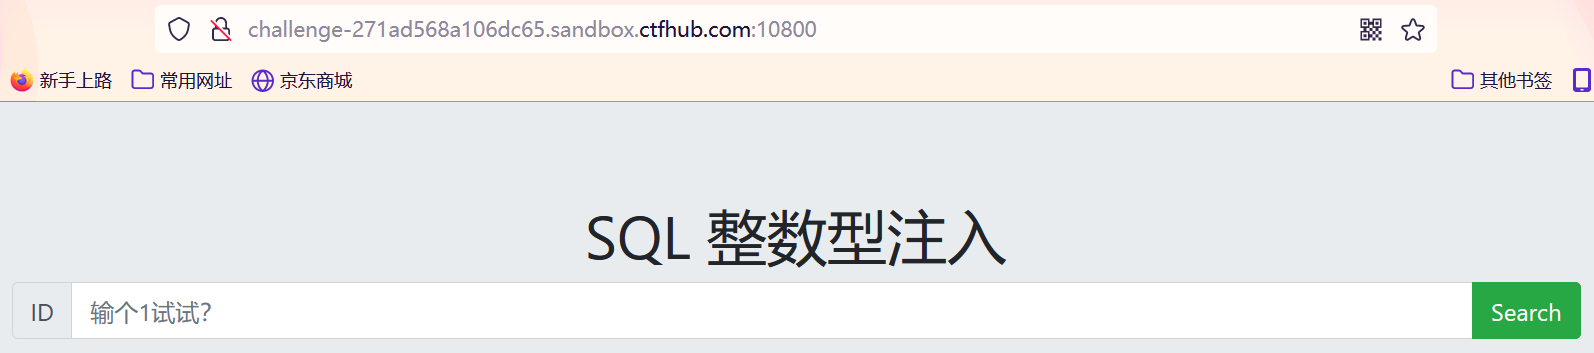 challenge-271ad568a106dc65.sandbox.ctfhub.com:10800
新手上路 常用网址 京东商城 其他书签
SQL 整数型注入
ID 输个1试试? Search